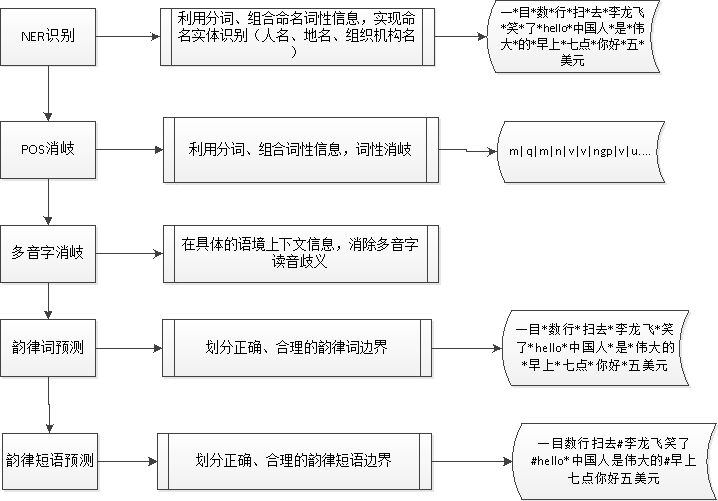 NER识别
利用分词、组合命名词性信息，实现命
名实体识别（人名、地名、组织机构名
）
一*目*数*行*扫*去*李龙飞
*笑*了*hello*中国人*是*伟
大*的*早上*七点*你好*五*
美元
POS消歧
利用分词、组合词性信息，词性消歧
m|q|m|n|v|v|ngp|v|u....
多音字消歧
在具体的语境上下文信息，消除多音字
读音歧义
韵律词预测
划分正确、合理的韵律词边界
一目*数行*扫去*李龙飞*笑
了*hello*中国人*是*伟大的
*早上*七点*你好*五美元
韵律短语预测
划分正确、合理的韵律短语边界
一目数行扫去#李龙飞笑了
#hello*中国人是伟大的#早上
七点你好五美元